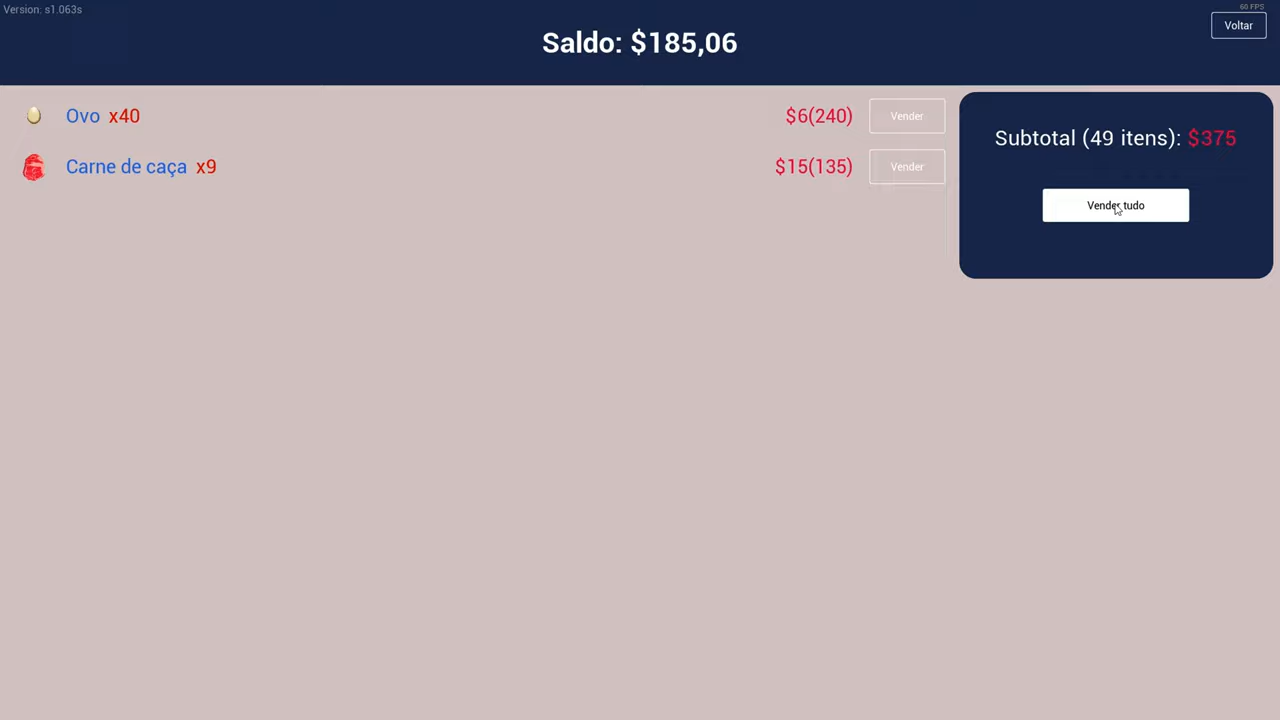 Version: s1.063s
60 FPS
Saldo: $185,06
Voltar
Ovo x40 $6(240) Vender
Carne de caça x9 $15(135) Vender
Subtotal (49 itens): $375
Vender tudo